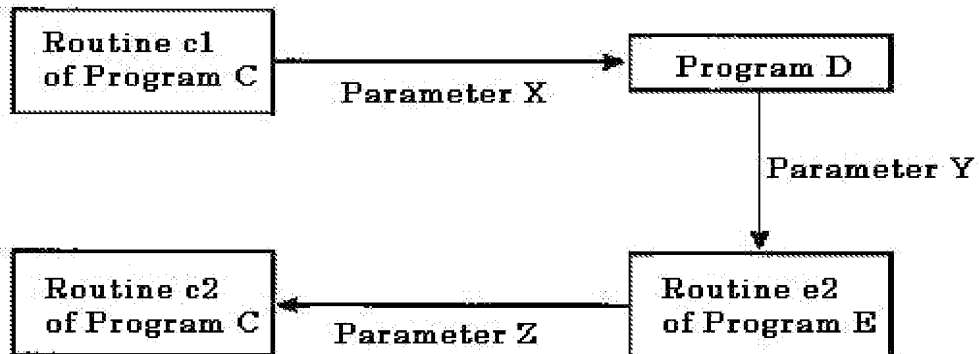 Routine c1
of Program C
Parameter X
Program D
Parameter Y
Routine e2
of Program E
Parameter Z
Routine c2
of Program C